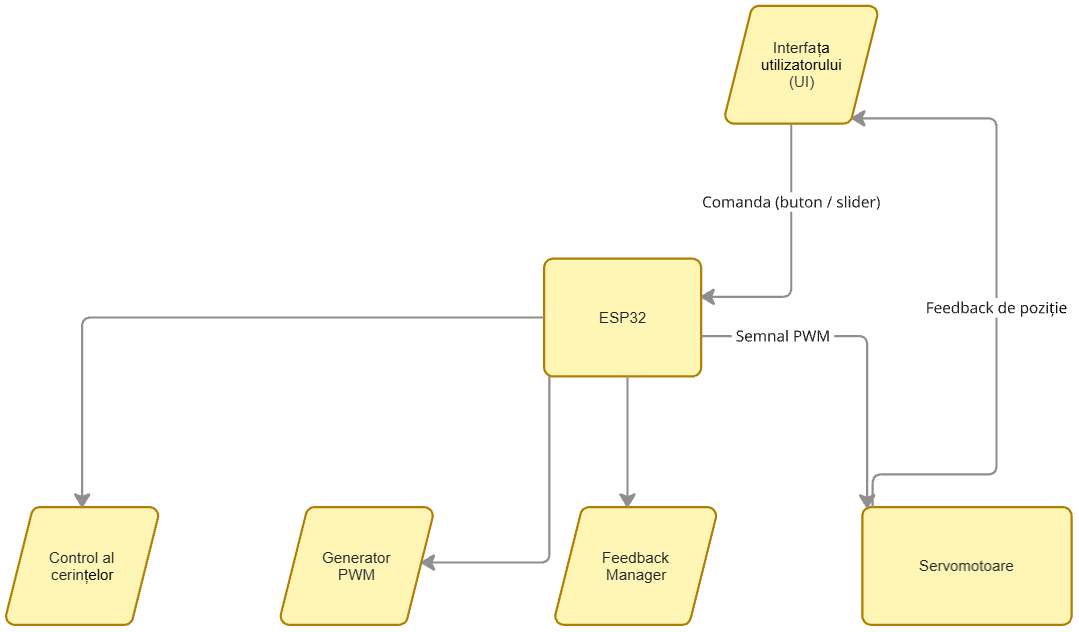 Interfața
utilizatorului
(UI)
Comanda (buton / slider)
ESP32
Feedback de poziție
Semnal PWM
Control al
cerințelor
Generator
PWM
Feedback
Manager
Servomotoare